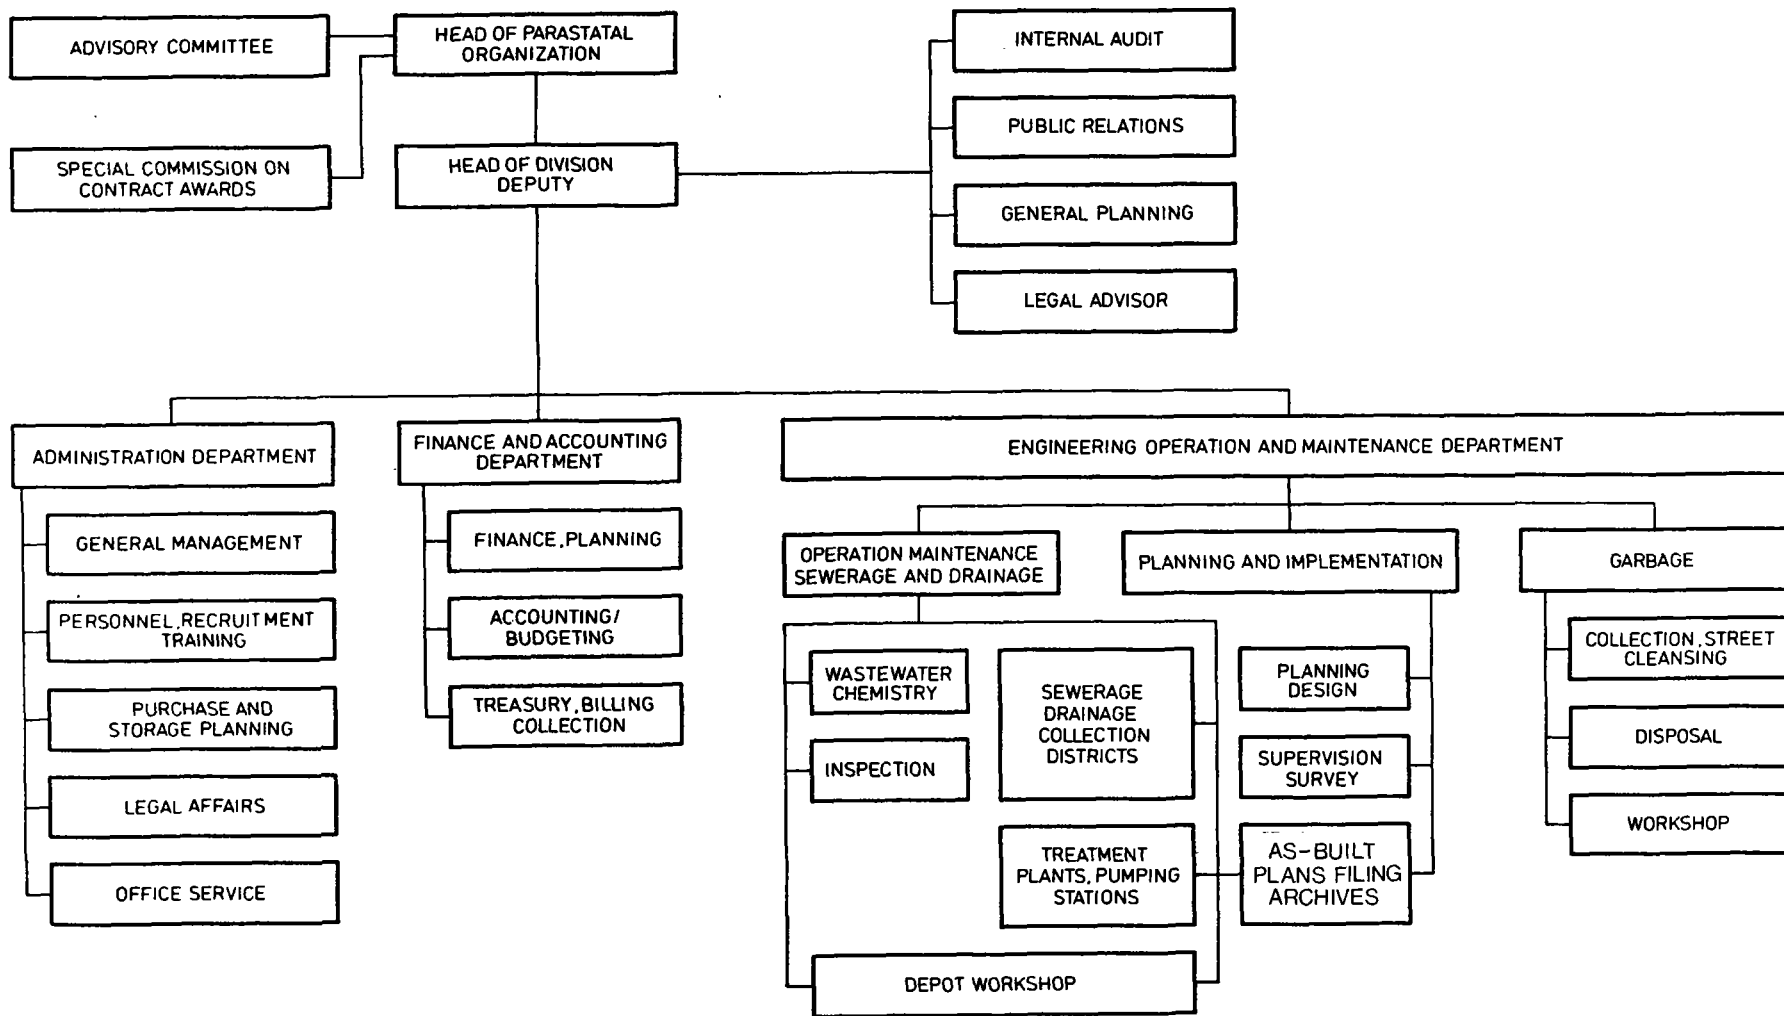 ADVISORY COMMITTEE
HEAD OF PARASTATAL
ORGANIZATION
INTERNAL AUDIT
PUBLIC RELATIONS
SPECIAL COMMISSION ON
CONTRACT AWARDS
HEAD OF DIVISION
DEPUTY
GENERAL PLANNING
LEGAL ADVISOR
ADMINISTRATION DEPARTMENT
FINANCE AND ACCOUNTING
DEPARTMENT
ENGINEERING OPERATION AND MAINTENANCE DEPARTMENT
GENERAL MANAGEMENT
PERSONNEL, RECRUITMENT
TRAINING
PURCHASE AND
STORAGE PLANNING
LEGAL AFFAIRS
OFFICE SERVICE
FINANCE, PLANNING
ACCOUNTING/
BUDGETING
TREASURY, BILLING
COLLECTION
OPERATION MAINTENANCE
SEWERAGE AND DRAINAGE
PLANNING AND IMPLEMENTATION
GARBAGE
WASTEWATER
CHEMISTRY
INSPECTION
SEWERAGE
DRAINAGE
COLLECTION
DISTRICTS
TREATMENT
PLANTS, PUMPING
STATIONS
DEPOT WORKSHOP
PLANNING
DESIGN
SUPERVISION
SURVEY
AS-BUILT
PLANS FILING
ARCHIVES
COLLECTION, STREET
CLEANSING
DISPOSAL
WORKSHOP